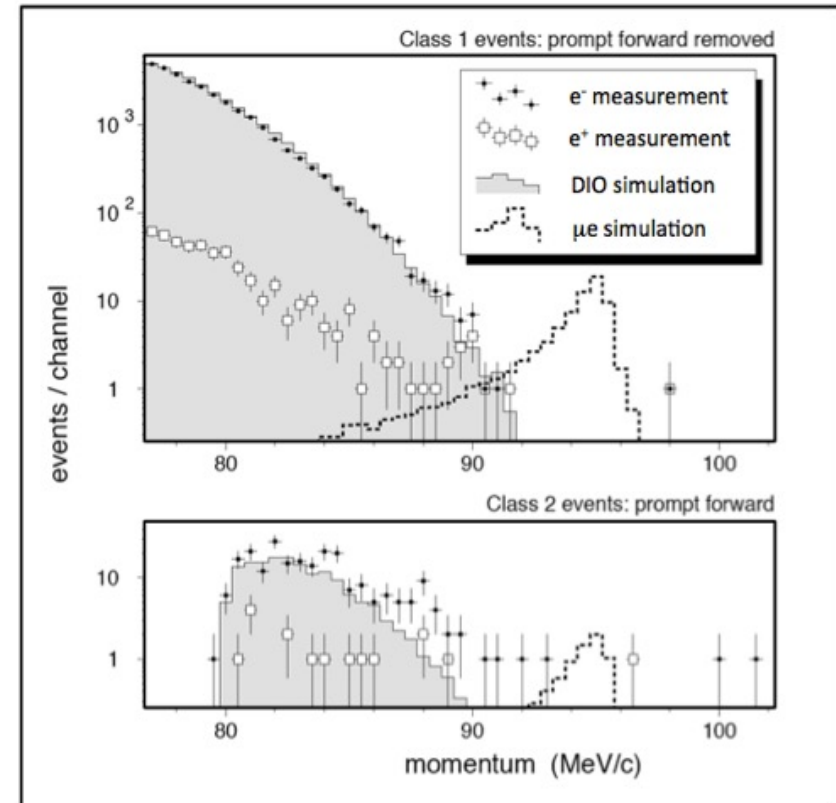 Class 1 events: prompt forward removed
e⁻ measurement
e⁺ measurement
DIO simulation
μe simulation
10³
10²
10
1
events / channel
80 90 100
Class 2 events: prompt forward
10
1
80 90 100
momentum (MeV/c)